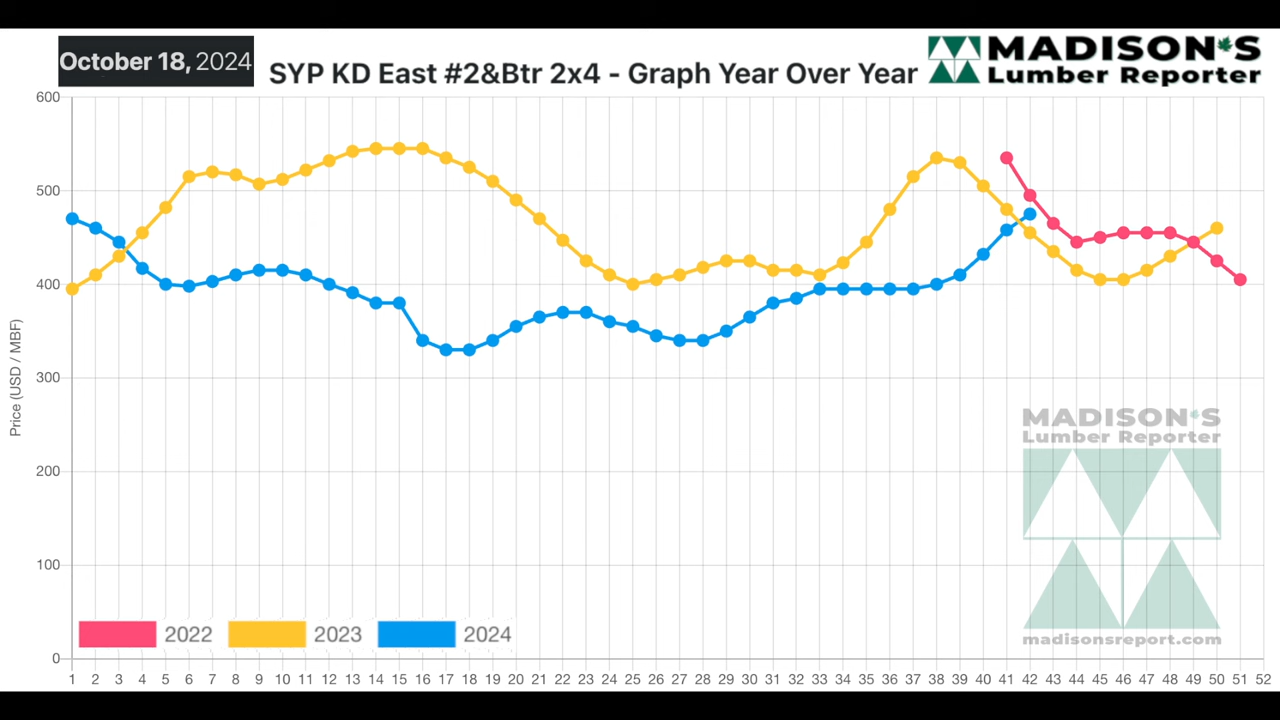 October 18, 2024
SYP KD East #2&Btr 2x4 - Graph Year Over Year
MADISON'S
Lumber Reporter
600
500
400
300
200
100
0
Price (USD / MBF)
MADISON'S
Lumber Reporter
madisonsreport.com
2022 2023 2024
1 2 3 4 5 6 7 8 9 10 11 12 13 14 15 16 17 18 19 20 21 22 23 24 25 26 27 28 29 30 31 32 33 34 35 36 37 38 39 40 41 42 43 44 45 46 47 48 49 50 51 52